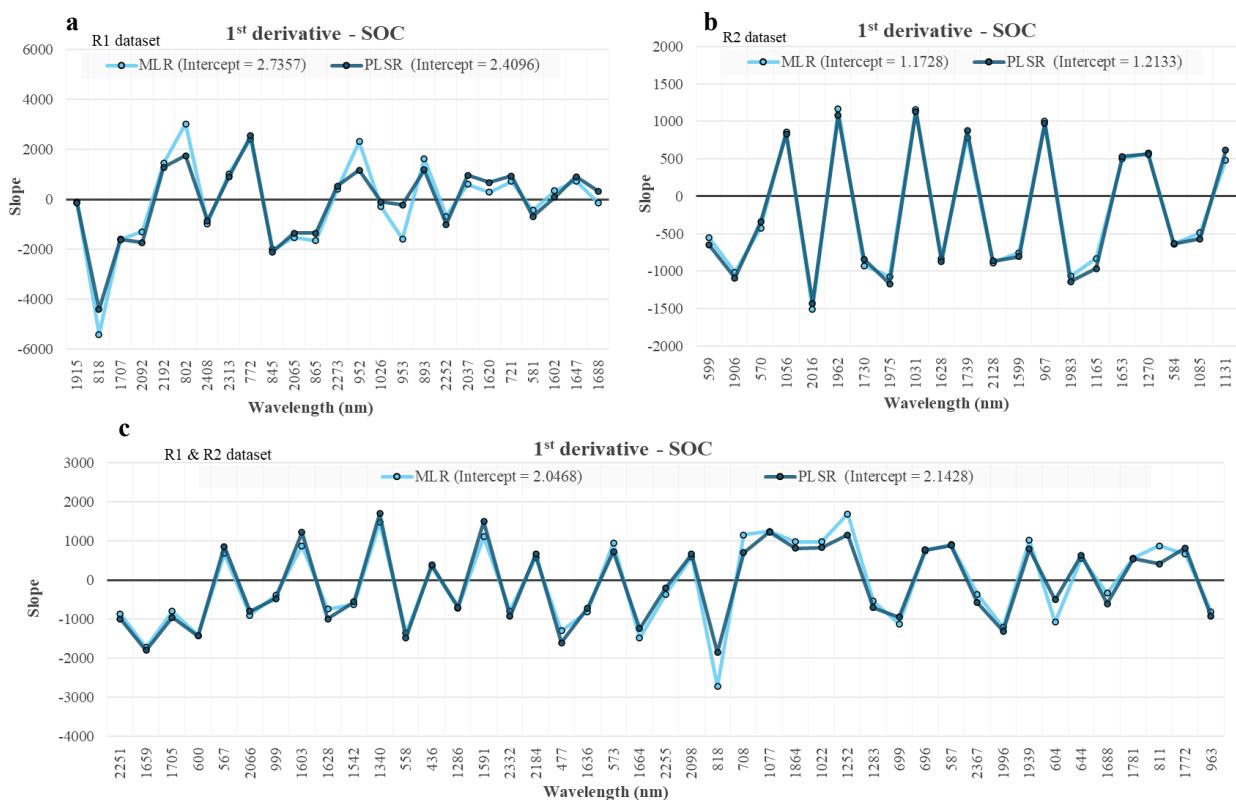 a
R1 dataset
1st derivative - SOC
MLR (Intercept = 2.7357) PLSR (Intercept = 2.4096)
6000
4000
2000
0
-2000
-4000
-6000
Slope
1915 818 1707 2092 2192 802 2408 2313 772 845 2065 865 2273 952 1026 953 893 2252 2037 1620 721 581 1602 1647 1688
Wavelength (nm)
b
R2 dataset
1st derivative - SOC
MLR (Intercept = 1.1728) PLSR (Intercept = 1.2133)
2000
1500
1000
500
0
-500
-1000
-1500
-2000
Slope
599 1906 570 1056 2016 1962 1730 1975 1031 1628 1739 2128 1599 967 1983 1165 1653 1270 584 1085 1131
Wavelength (nm)
c
R1 & R2 dataset
1st derivative - SOC
MLR (Intercept = 2.0468) PLSR (Intercept = 2.1428)
3000
2000
1000
0
-1000
-2000
-3000
-4000
Slope
2251 1659 1705 600 567 2066 999 1603 1628 1542 1340 558 436 1286 1591 2332 2184 477 1636 573 1664 2255 2098 818 708 1077 1864 1022 1252 1283 699 696 587 2367 1996 1939 604 644 1688 1781 811 1772 963
Wavelength (nm)